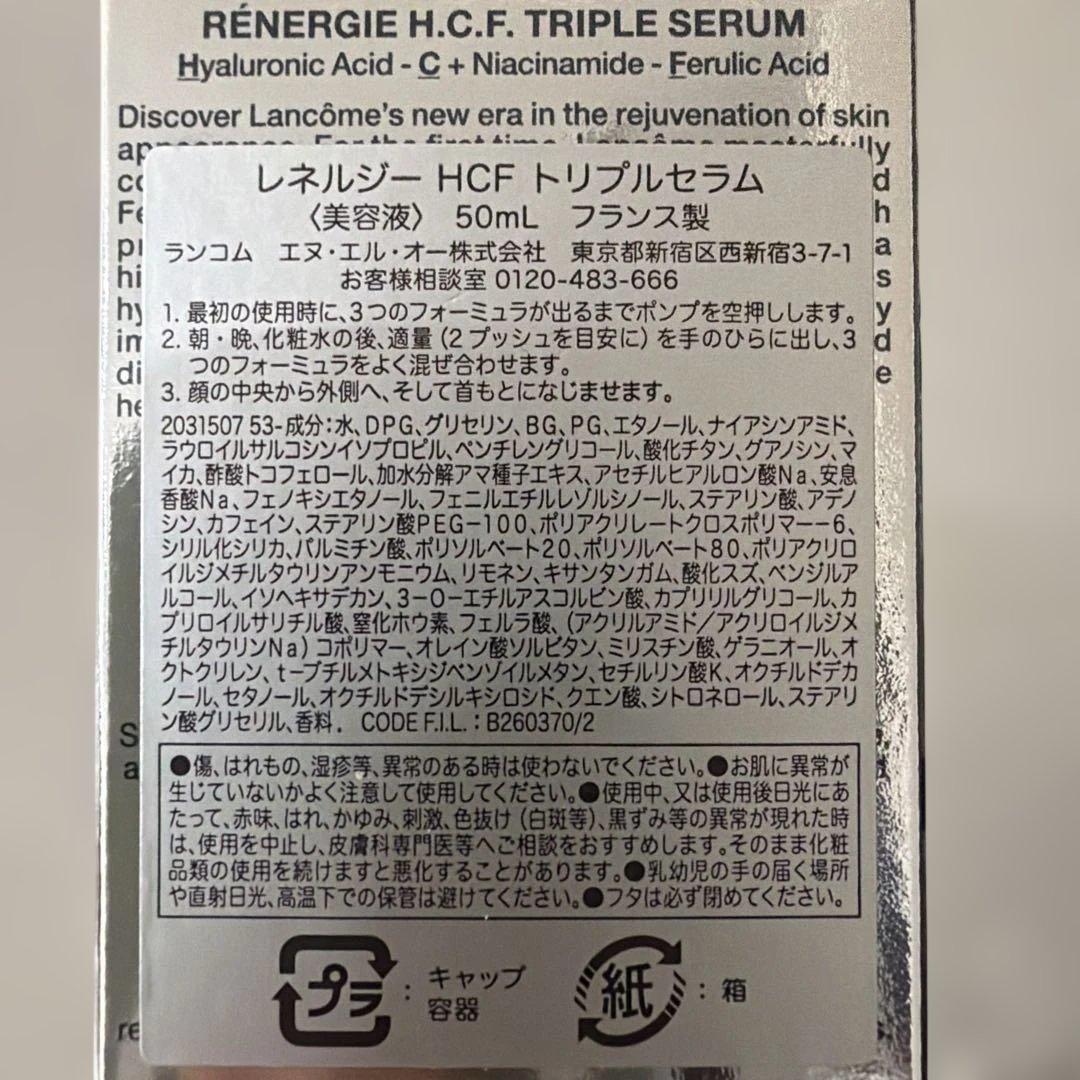 RÉNERGIE H.C.F. TRIPLE SERUM
Hyaluronic Acid - C + Niacinamide - Ferulic Acid
Discover Lancôme's new era in the rejuvenation of skin
レネルジー HCF トリプルセラム
〈美容液〉 50mL フランス製
ランコム エヌ・エル・オー株式会社 東京都新宿区西新宿3-7-1
お客様相談室 0120-483-666
1. 最初の使用時に、3つのフォーミュラが出るまでポンプを空押しします。
2. 朝・晩、化粧水の後、適量(2プッシュを目安に)を手のひらに出し、3
つのフォーミュラをよく混ぜ合わせます。
3. 顔の中央から外側へ、そして首もとになじませます。
2031507 53-成分:水、DPG、グリセリン、BG、PG、エタノール、ナイアシンアミド、
ラウロイルサルコシンイソプロピル、ペンチレングリコール、酸化チタン、グアノシン、マ
イカ、酢酸トコフェロール、加水分解アマ種子エキス、アセチルヒアルロン酸Na、安息
香酸Na、フェノキシエタノール、フェニルエチルレゾルシノール、ステアリン酸、アデノ
シン、カフェイン、ステアリン酸PEG-100、ポリアクリレートクロスポリマー-6、
シリル化シリカ、パルミチン酸、ポリソルベート20、ポリソルベート80、ポリアクリロ
イルジメチルタウリンアンモニウム、リモネン、キサンタンガム、酸化スズ、ベンジルア
ルコール、イソヘキサデカン、3-O-エチルアスコルビン酸、カプリリルグリコール、カ
プリロイルサリチル酸、窒化ホウ素、フェルラ酸、(アクリルアミド/アクリロイルジメ
チルタウリンNa)コポリマー、オレイン酸ソルビタン、ミリスチン酸、ゲラニオール、オ
クトクリレン、t-ブチルメトキシジベンゾイルメタン、セチルリン酸K、オクチルドデカ
ノール、セタノール、オクチルドデシルキシロシド、クエン酸、シトロネロール、ステアリ
ン酸グリセリル、香料. CODE F.I.L.:B260370/2
●傷、はれもの、湿疹等、異常のある時は使わないでください。●お肌に異常が
生じていないかよく注意して使用してください。●使用中、又は使用後日光にあ
たって、赤味、はれ、かゆみ、刺激、色抜け(白斑等)、黒ずみ等の異常が現れた時
は、使用を中止し、皮膚科専門医等へご相談をおすすめします。そのまま化粧
品類の使用を続けますと悪化することがあります。●乳幼児の手の届く場所
や直射日光、高温下での保管は避けてください。●フタは必ず閉めてください。
プラ : キャップ
容器
紙 : 箱